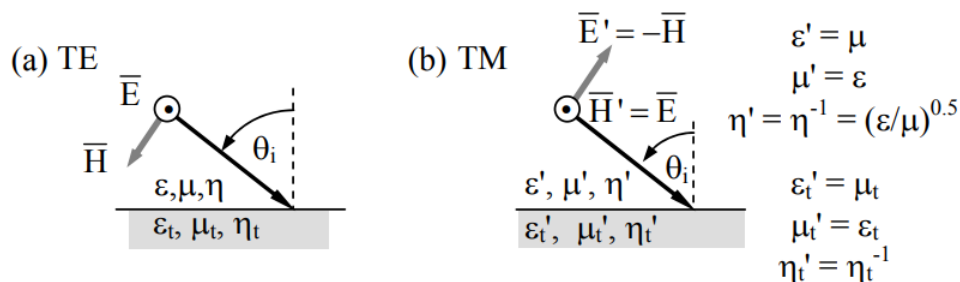 (a) TE
E̅
H̅
θi
ε,μ,η
εt, μt, ηt
(b) TM
E̅' = −H̅
H̅' = E̅
θi
ε', μ', η'
εt', μt', ηt'
ε' = μ
μ' = ε
η' = η⁻¹ = (ε/μ)⁰·⁵
εt' = μt
μt' = εt
ηt' = ηt⁻¹